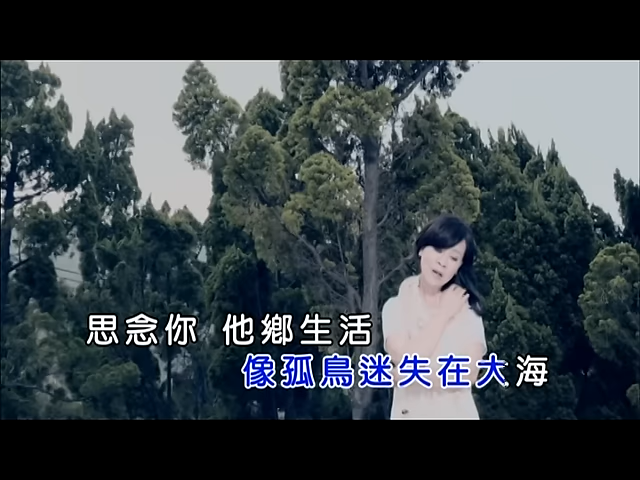 思念你 他鄉生活
像孤鳥迷失在大海